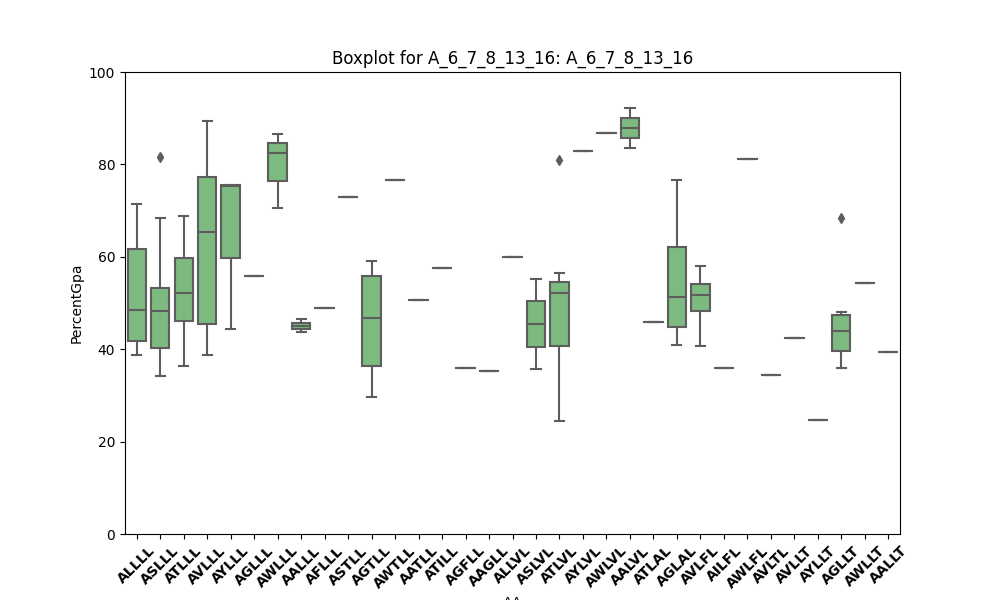 Boxplot for A_6_7_8_13_16: A_6_7_8_13_16
100
80
60
40
20
0
PercentGpa
ALLLL
ASLLL
ATLLL
AVLLL
AYLLL
AGLLL
AWLLL
AALLL
AFLLL
ASTLL
AGTLL
AWTLL
AATLL
ATILL
AGFLL
AAGLL
ALLVL
ASLVL
ATLVL
AYLVL
AWLVL
AALVL
ATLAL
AGLAL
AVLFL
AILFL
AWLFL
AVLTL
AVLLT
AYLLT
AGLLT
AWLLT
AALLT